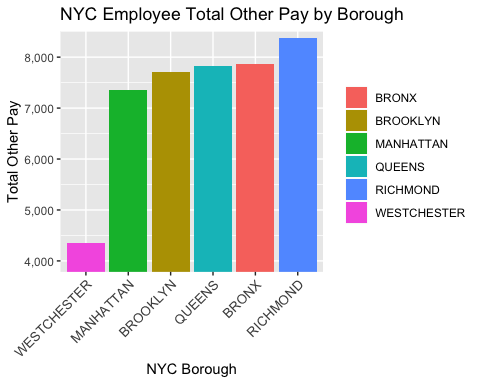 NYC Employee Total Other Pay by Borough
Total Other Pay
8,000
7,000
6,000
5,000
4,000
WESTCHESTER
MANHATTAN
BROOKLYN
QUEENS
BRONX
RICHMOND
NYC Borough
BRONX
BROOKLYN
MANHATTAN
QUEENS
RICHMOND
WESTCHESTER